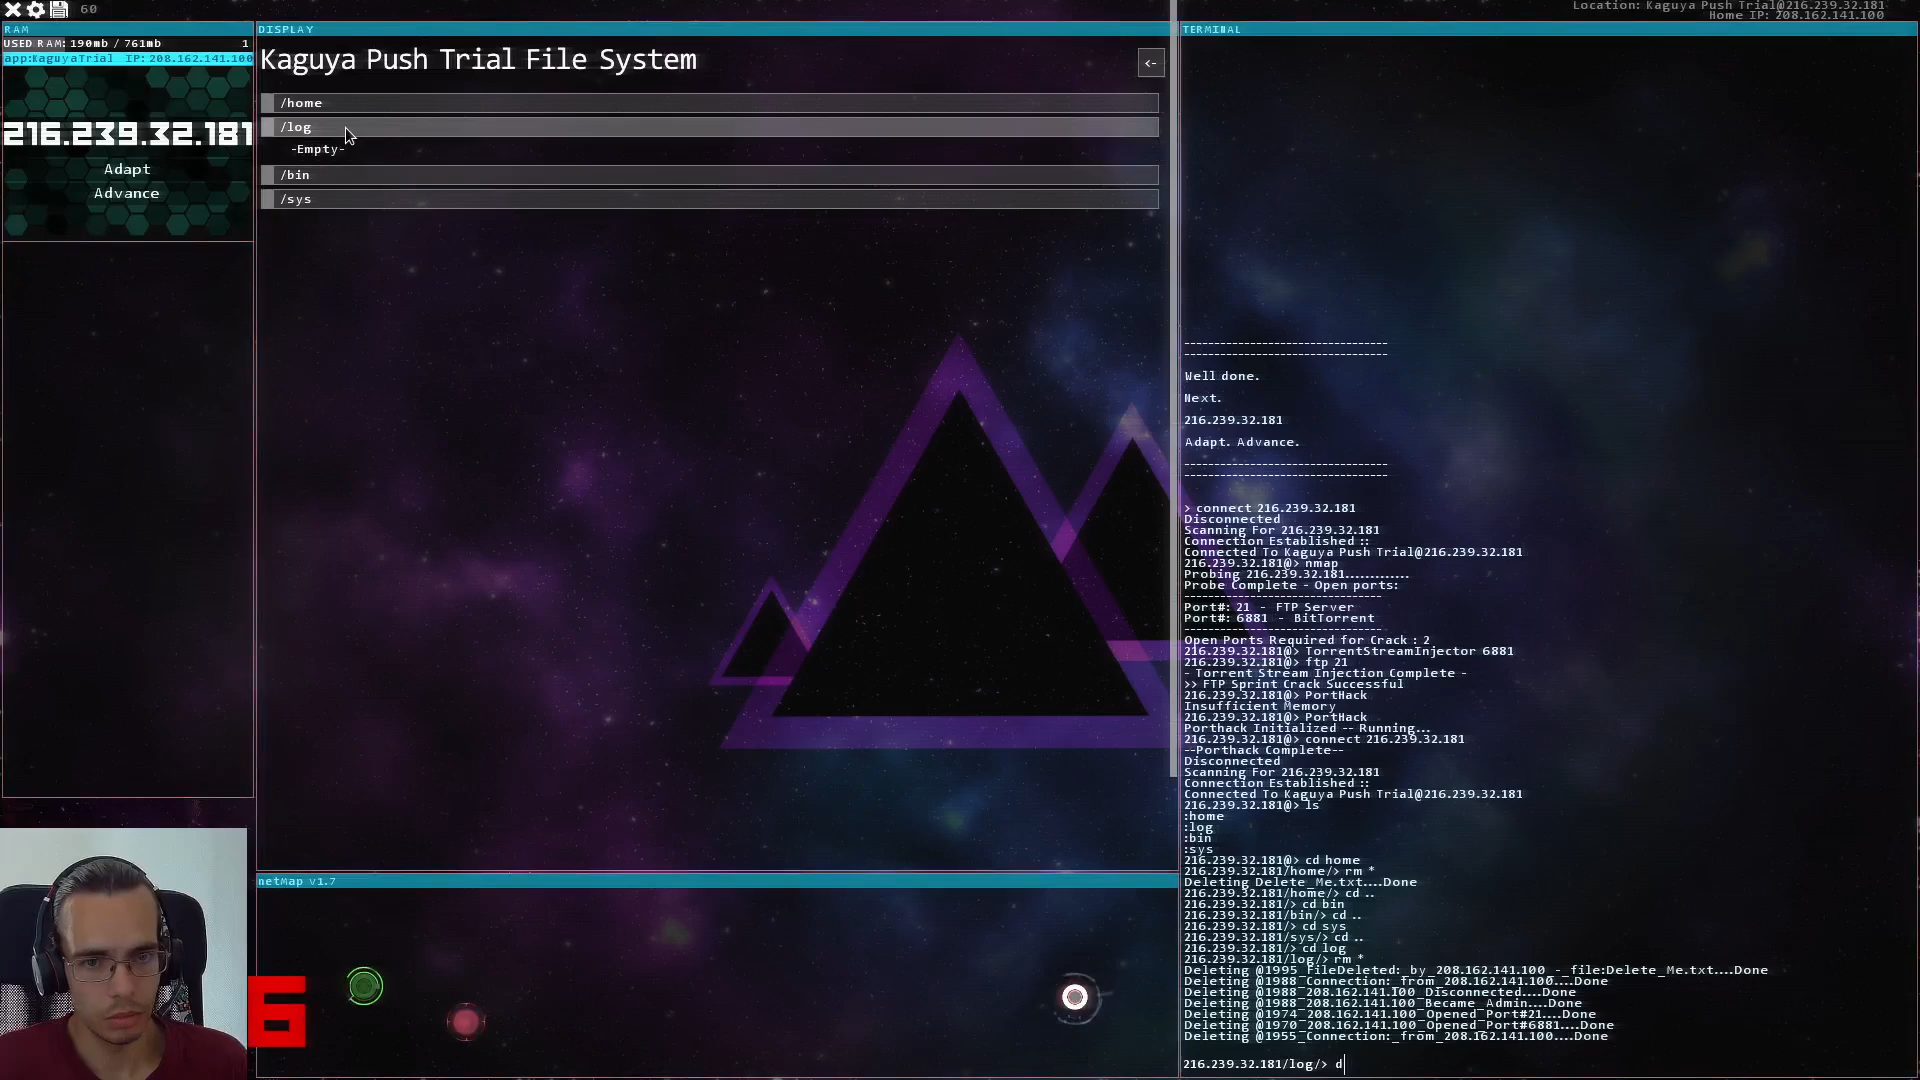 60
Location: Kaguya Push Trial@216.239.32.181
Home IP: 208.162.141.100
RAM
USED RAM: 190mb / 761mb 1
app:KaguyaTrial IP: 208.162.141.100
216.239.32.181
Adapt
Advance
DISPLAY
Kaguya Push Trial File System
<-
/home
/log
-Empty-
/bin
/sys
netMap v1.7
6
TERMINAL
---------------------------------
---------------------------------
Well done.
Next.
216.239.32.181
Adapt. Advance.
---------------------------------
---------------------------------
> connect 216.239.32.181
Disconnected
Scanning For 216.239.32.181
Connection Established ::
Connected To Kaguya Push Trial@216.239.32.181
216.239.32.181@> nmap
Probing 216.239.32.181.............
Probe Complete - Open ports:
---------------------------------
Port#: 21 - FTP Server
Port#: 6881 - BitTorrent
---------------------------------
Open Ports Required for Crack : 2
216.239.32.181@> TorrentStreamInjector 6881
216.239.32.181@> ftp 21
- Torrent Stream Injection Complete -
>> FTP Sprint Crack Successful
216.239.32.181@> PortHack
Insufficient Memory
216.239.32.181@> PortHack
Porthack Initialized -- Running...
216.239.32.181@> connect 216.239.32.181
--Porthack Complete--
Disconnected
Scanning For 216.239.32.181
Connection Established ::
Connected To Kaguya Push Trial@216.239.32.181
216.239.32.181@> ls
:home
:log
:bin
:sys
216.239.32.181@> cd home
216.239.32.181/home/> rm *
Deleting Delete_Me.txt....Done
216.239.32.181/home/> cd ..
216.239.32.181/> cd bin
216.239.32.181/bin/> cd ..
216.239.32.181/> cd sys
216.239.32.181/sys/> cd ..
216.239.32.181/> cd log
216.239.32.181/log/> rm *
Deleting @1995_FileDeleted:_by_208.162.141.100_-_file:Delete_Me.txt....Done
Deleting @1988_Connection:_from_208.162.141.100....Done
Deleting @1988_208.162.141.100_Disconnected....Done
Deleting @1988_208.162.141.100_Became_Admin....Done
Deleting @1974_208.162.141.100_Opened_Port#21....Done
Deleting @1970_208.162.141.100_Opened_Port#6881....Done
Deleting @1955_Connection:_from_208.162.141.100....Done
216.239.32.181/log/> d